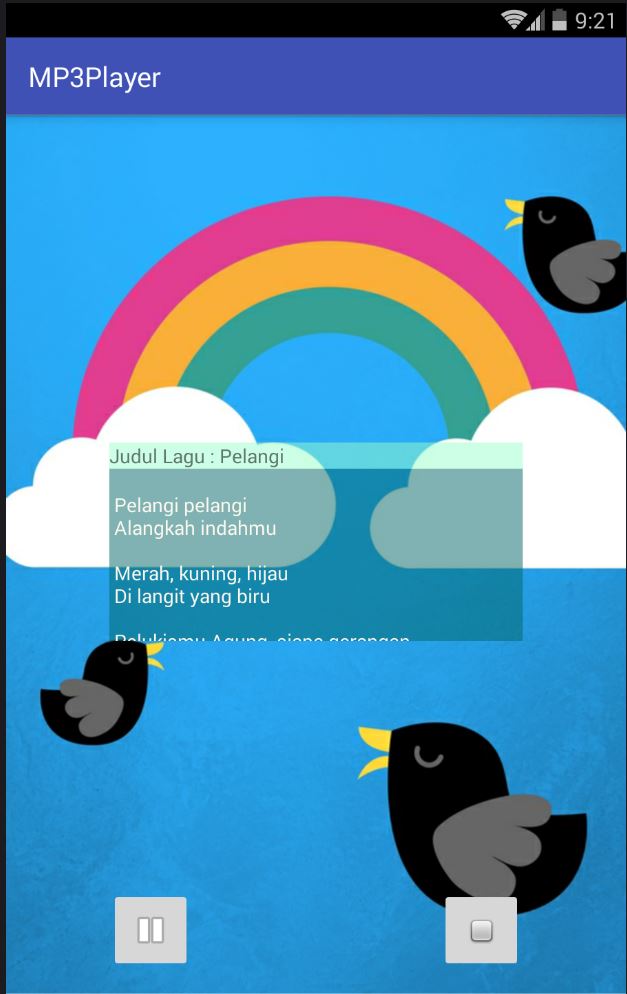 9:21
MP3Player
Judul Lagu : Pelangi
Pelangi pelangi
Alangkah indahmu
Merah, kuning, hijau
Di langit yang biru